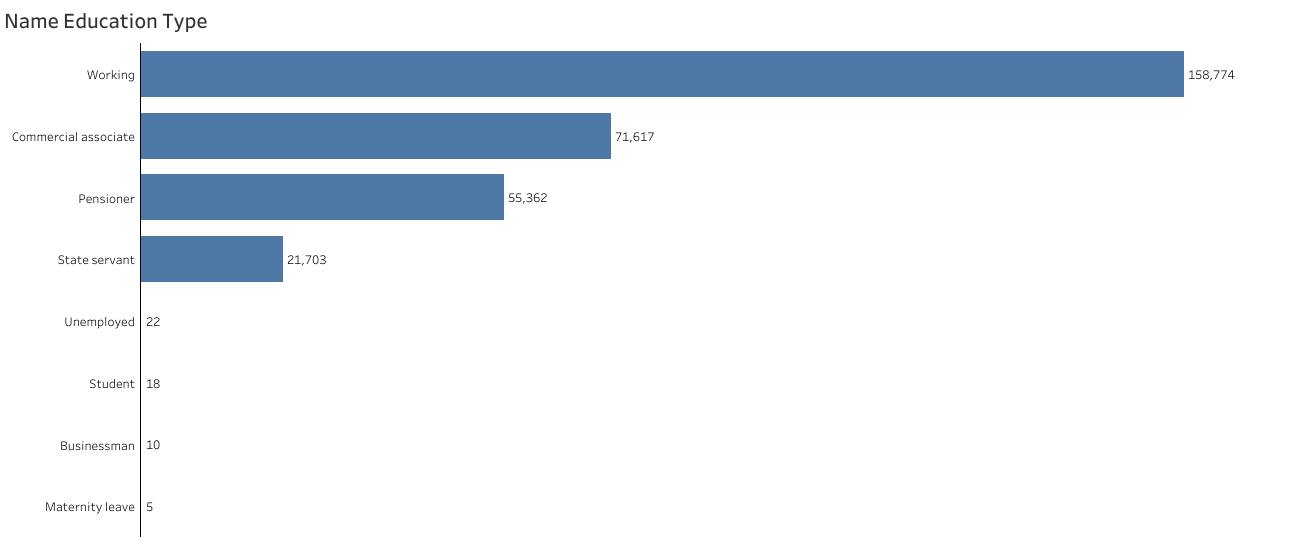 Name Education Type
Working 158,774
Commercial associate 71,617
Pensioner 55,362
State servant 21,703
Unemployed 22
Student 18
Businessman 10
Maternity leave 5